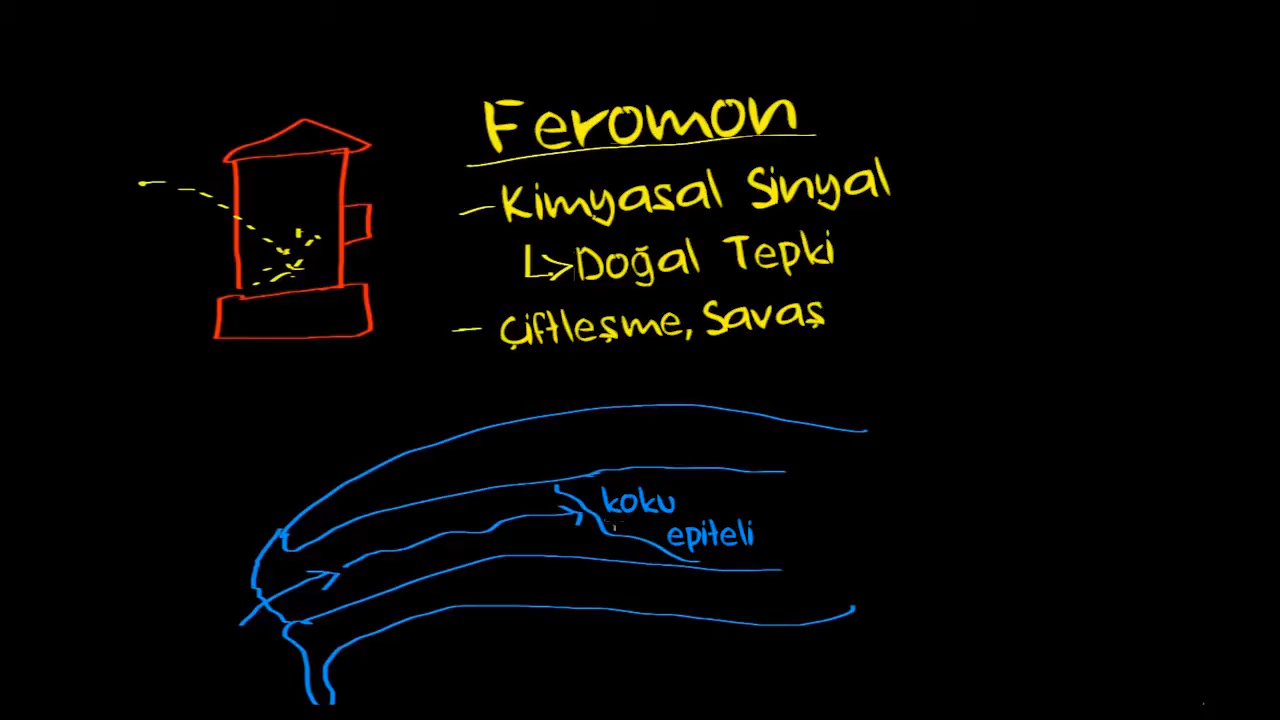 Feromon
- Kimyasal Sinyal
↳> Doğal Tepki
- Çiftleşme, Savaş
koku
epiteli